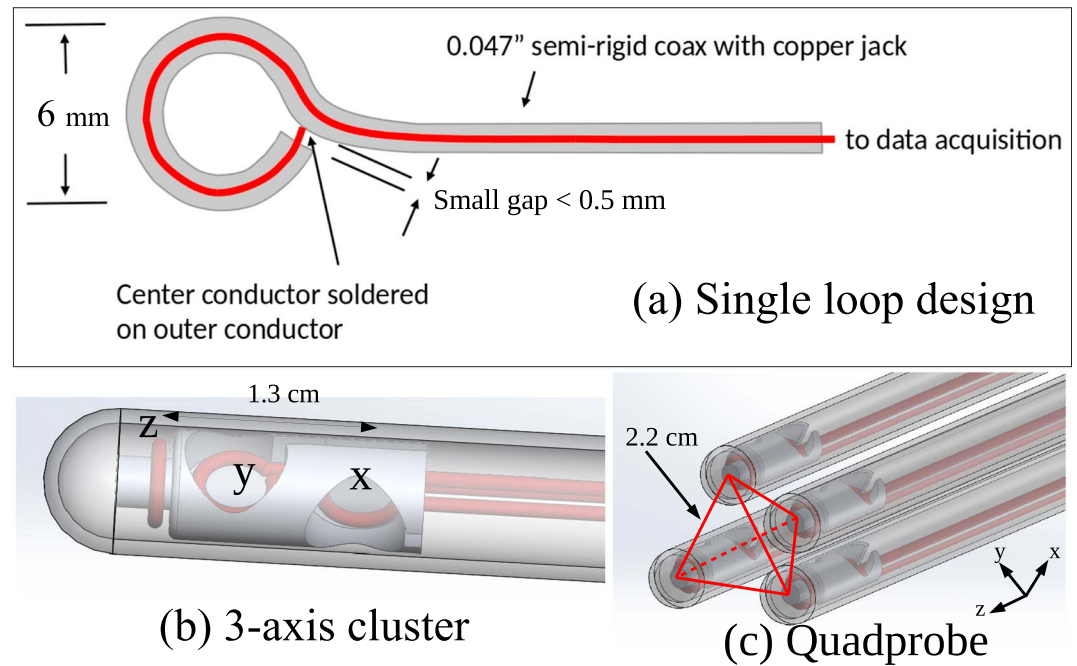 0.047” semi-rigid coax with copper jack
6 mm
to data acquisition
Small gap < 0.5 mm
Center conductor soldered
on outer conductor
(a) Single loop design
1.3 cm
z
y
x
(b) 3-axis cluster
2.2 cm
y
x
z
(c) Quadprobe